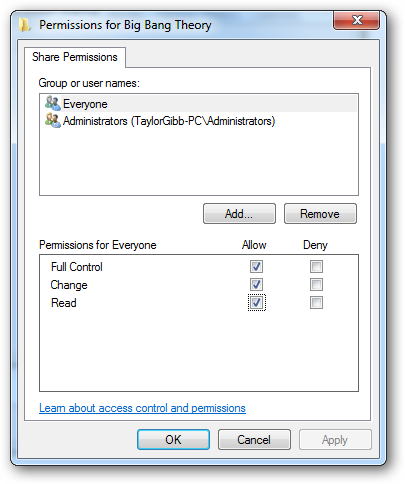 Permissions for Big Bang Theory
Share Permissions
Group or user names:
Everyone
Administrators (TaylorGibb-PC\Administrators)
Add... Remove
Permissions for Everyone Allow Deny
Full Control
Change
Read
Learn about access control and permissions
OK Cancel Apply